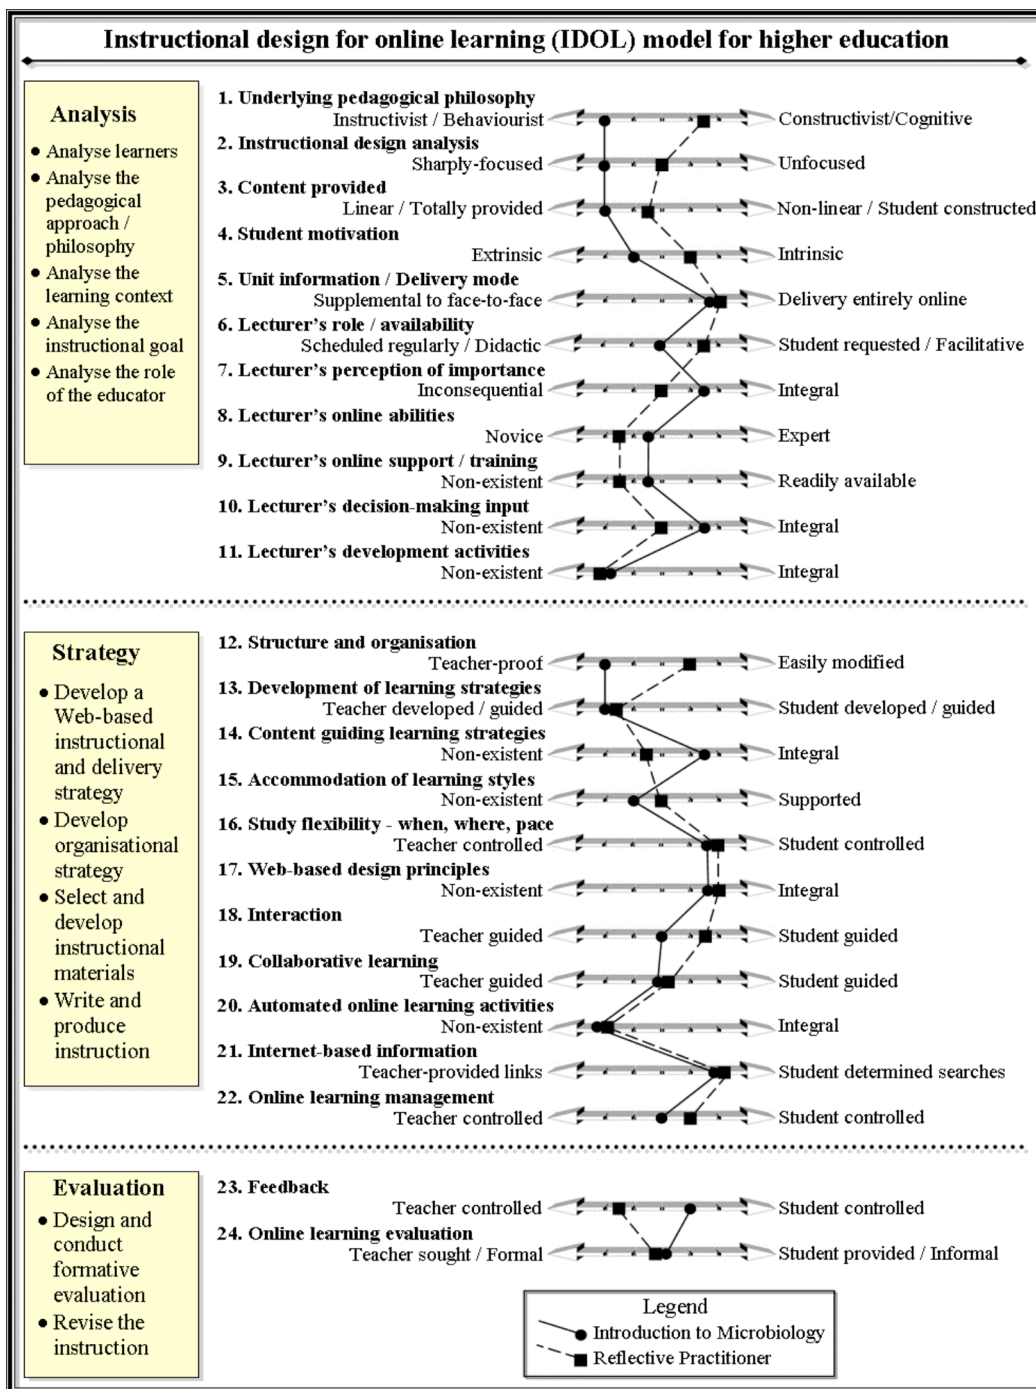 Instructional design for online learning (IDOL) model for higher education
Analysis
● Analyse learners
● Analyse the
pedagogical
approach /
philosophy
● Analyse the
learning context
● Analyse the
instructional goal
● Analyse the role
of the educator
1. Underlying pedagogical philosophy
Instructivist / Behaviourist
Constructivist/Cognitive
2. Instructional design analysis
Sharply-focused
Unfocused
3. Content provided
Linear / Totally provided
Non-linear / Student constructed
4. Student motivation
Extrinsic
Intrinsic
5. Unit information / Delivery mode
Supplemental to face-to-face
Delivery entirely online
6. Lecturer's role / availability
Scheduled regularly / Didactic
Student requested / Facilitative
7. Lecturer's perception of importance
Inconsequential
Integral
8. Lecturer's online abilities
Novice
Expert
9. Lecturer's online support / training
Non-existent
Readily available
10. Lecturer's decision-making input
Non-existent
Integral
11. Lecturer's development activities
Non-existent
Integral
Strategy
● Develop a
Web-based
instructional
and delivery
strategy
● Develop
organisational
strategy
● Select and
develop
instructional
materials
● Write and
produce
instruction
12. Structure and organisation
Teacher-proof
Easily modified
13. Development of learning strategies
Teacher developed / guided
Student developed / guided
14. Content guiding learning strategies
Non-existent
Integral
15. Accommodation of learning styles
Non-existent
Supported
16. Study flexibility - when, where, pace
Teacher controlled
Student controlled
17. Web-based design principles
Non-existent
Integral
18. Interaction
Teacher guided
Student guided
19. Collaborative learning
Teacher guided
Student guided
20. Automated online learning activities
Non-existent
Integral
21. Internet-based information
Teacher-provided links
Student determined searches
22. Online learning management
Teacher controlled
Student controlled
Evaluation
● Design and
conduct
formative
evaluation
● Revise the
instruction
23. Feedback
Teacher controlled
Student controlled
24. Online learning evaluation
Teacher sought / Formal
Student provided / Informal
Legend
Introduction to Microbiology
Reflective Practitioner